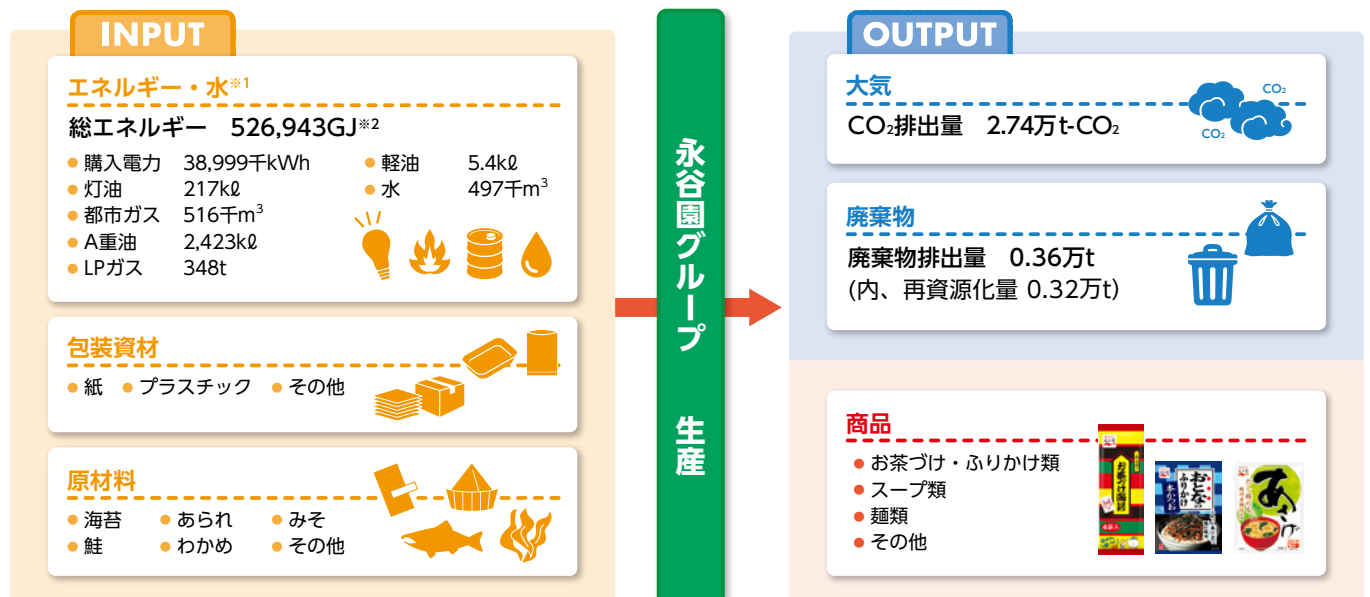 INPUT
エネルギー・水※1
総エネルギー 526,943GJ※2
● 購入電力 38,999千kWh
● 灯油 217kℓ
● 都市ガス 516千m³
● A重油 2,423kℓ
● LPガス 348t
● 軽油 5.4kℓ
● 水 497千m³
包装資材
● 紙 ● プラスチック ● その他
原材料
● 海苔 ● あられ ● みそ
● 鮭 ● わかめ ● その他
永谷園グループ 生産
OUTPUT
大気
CO₂排出量 2.74万t-CO₂
CO₂
CO₂
廃棄物
廃棄物排出量 0.36万t
(内、再資源化量 0.32万t)
商品
● お茶づけ・ふりかけ類
● スープ類
● 麺類
● その他
お茶づけ海苔
4袋入
おとなの
ふりかけ
本かつお
あさげ